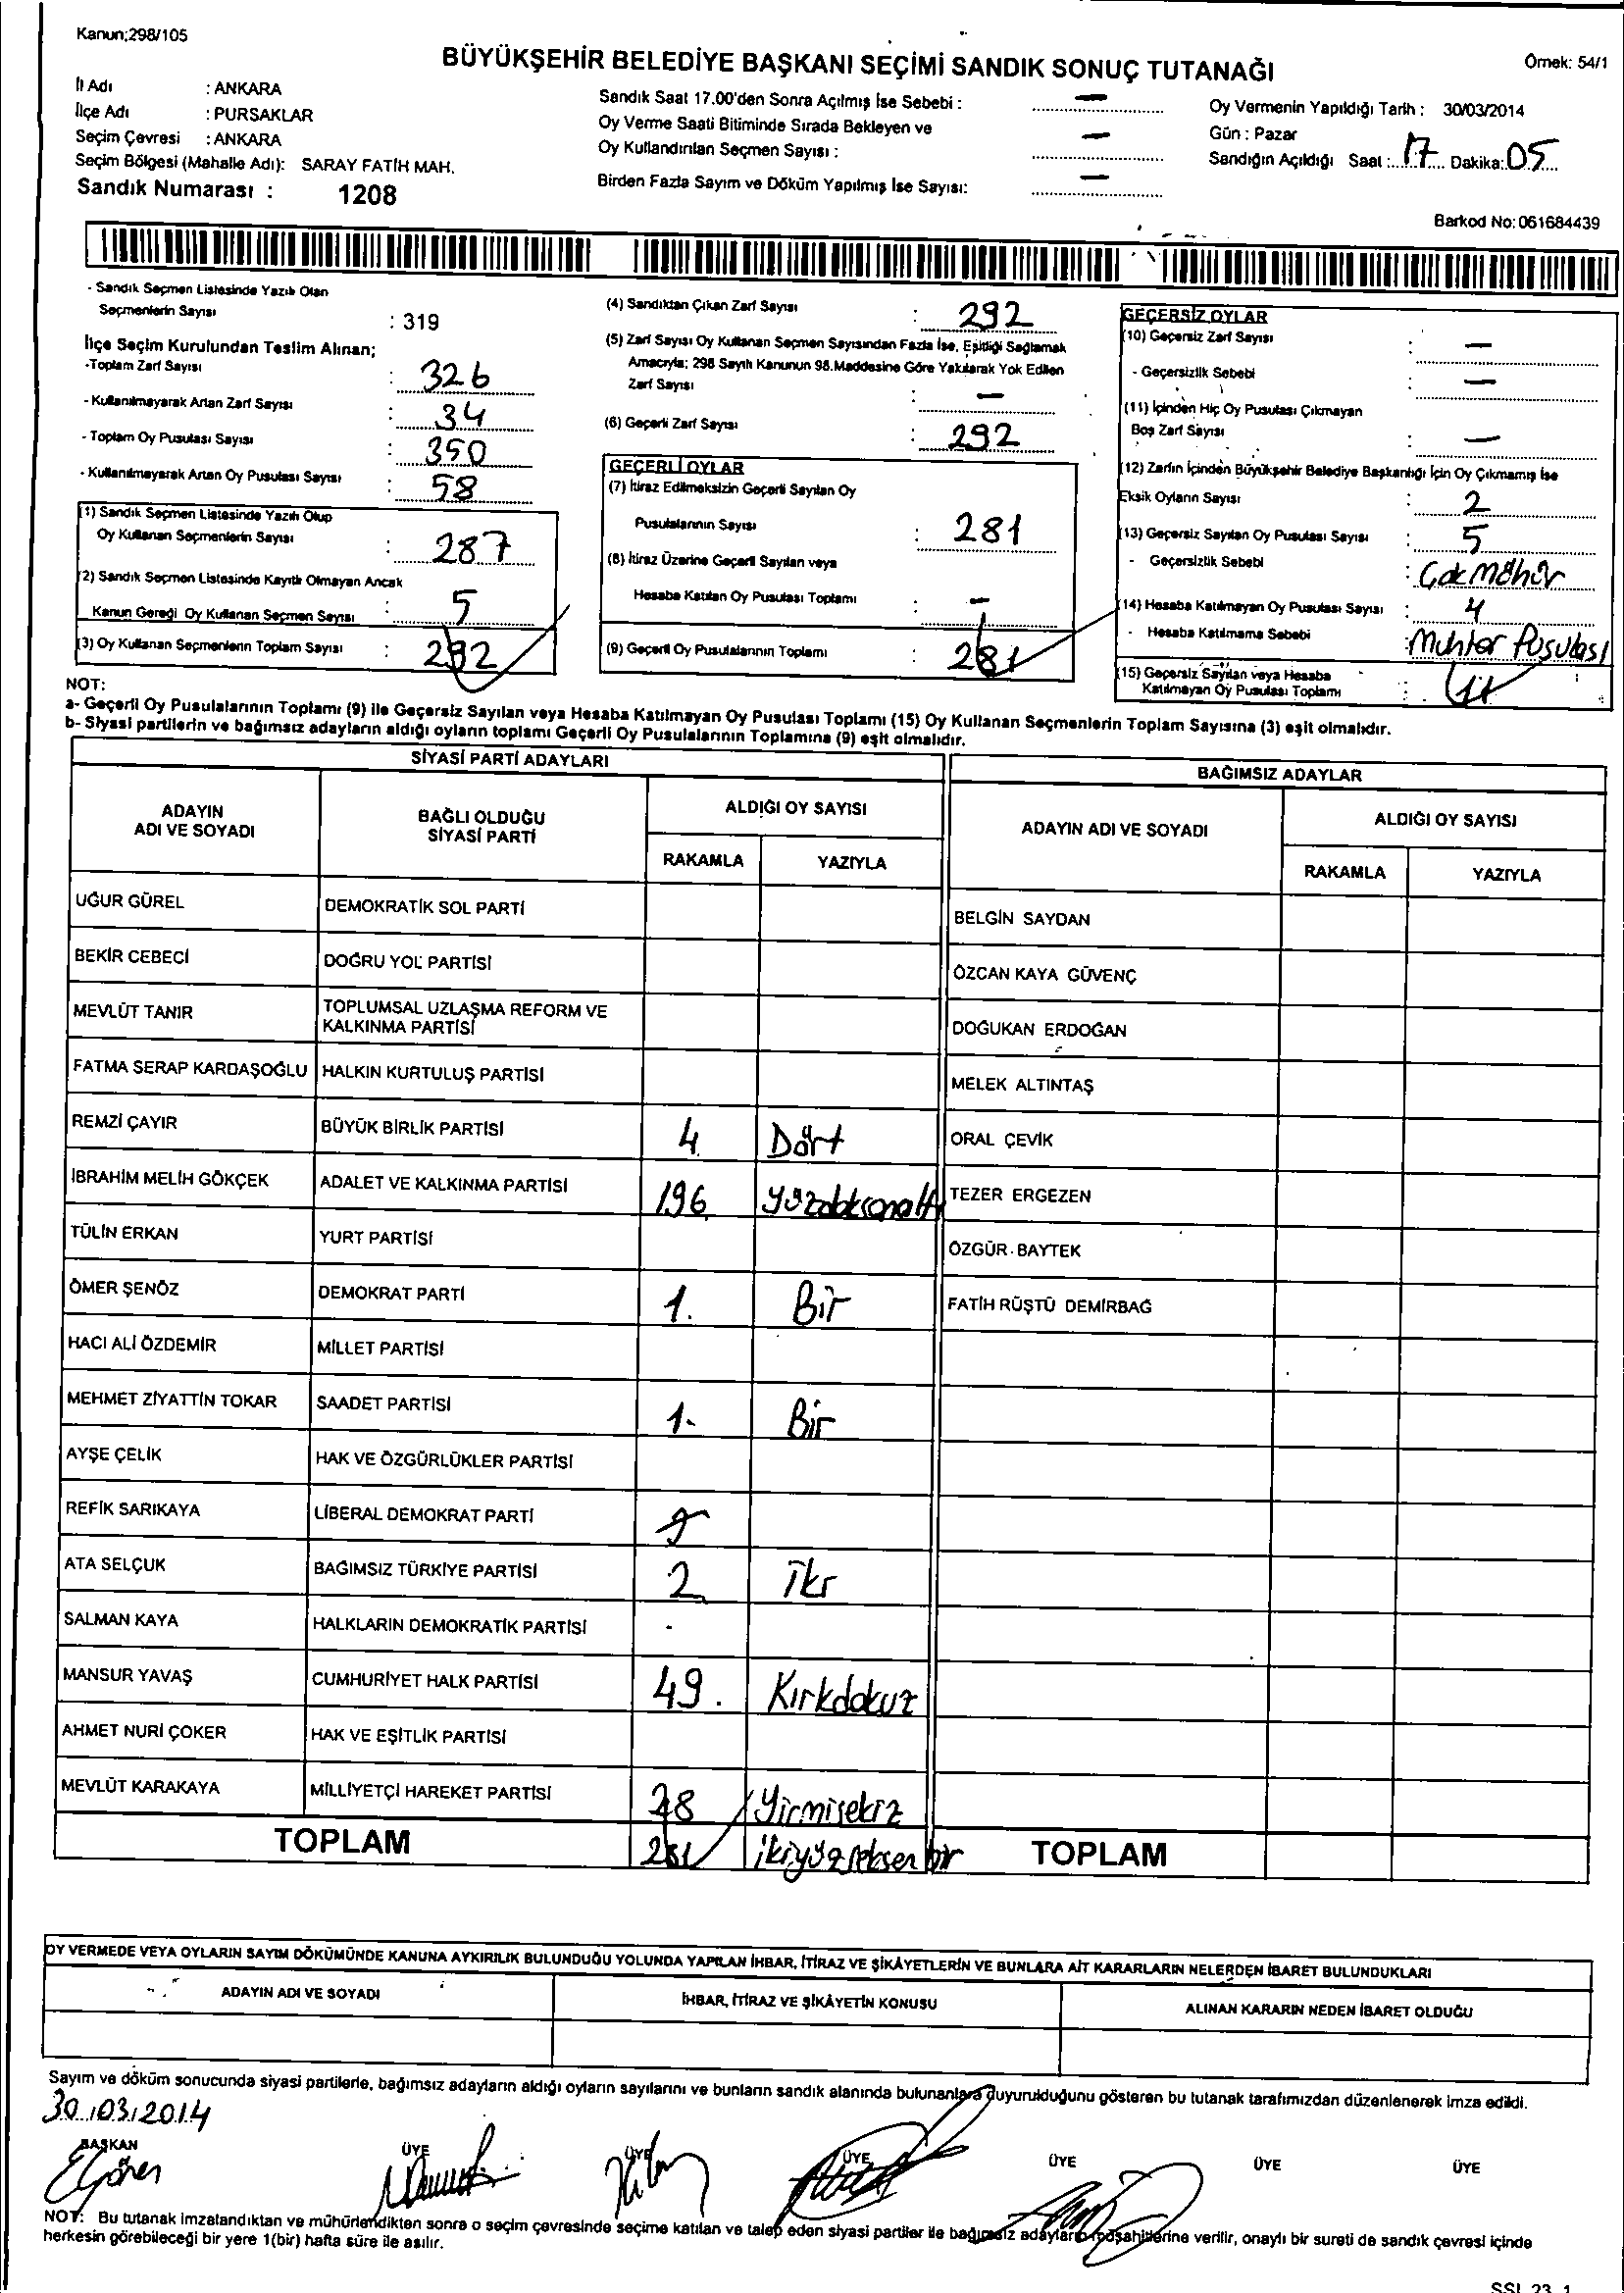 Kanun;298/105
BÜYÜKŞEHİR BELEDİYE BAŞKANI SEÇİMİ SANDIK SONUÇ TUTANAĞI
Örnek: 54/1
İl Adı : ANKARA
İlçe Adı : PURSAKLAR
Seçim Çevresi : ANKARA
Seçim Bölgesi (Mahalle Adı): SARAY FATİH MAH.
Sandık Numarası : 1208
Sandık Saat 17.00'den Sonra Açılmış İse Sebebi : —
Oy Verme Saati Bitiminde Sırada Bekleyen ve
Oy Kullandırılan Seçmen Sayısı : —
Birden Fazla Sayım ve Döküm Yapılmış İse Sayısı: —
Oy Vermenin Yapıldığı Tarih : 30/03/2014
Gün : Pazar
Sandığın Açıldığı Saat : 17 Dakika: 05
Barkod No: 061684439
- Sandık Seçmen Listesinde Yazılı Olan
Seçmenlerin Sayısı : 319
İlçe Seçim Kurulundan Teslim Alınan;
-Toplam Zarf Sayısı : 326
- Kullanılmayarak Artan Zarf Sayısı : 34
- Toplam Oy Pusulası Sayısı : 350
- Kullanılmayarak Artan Oy Pusulası Sayısı : 58
(1) Sandık Seçmen Listesinde Yazılı Olup
Oy Kullanan Seçmenlerin Sayısı : 287
(2) Sandık Seçmen Listesinde Kayıtlı Olmayan Ancak
Kanun Gereği Oy Kullanan Seçmen Sayısı : 5
(3) Oy Kullanan Seçmenlerin Toplam Sayısı : 292
(4) Sandıktan Çıkan Zarf Sayısı : 292
(5) Zarf Sayısı Oy Kullanan Seçmen Sayısından Fazla İse, Eşitliği Sağlamak
Amacıyla; 298 Sayılı Kanunun 98.Maddesine Göre Yakılarak Yok Edilen
Zarf Sayısı : —
(6) Geçerli Zarf Sayısı : 292
GEÇERLİ OYLAR
(7) İtiraz Edilmeksizin Geçerli Sayılan Oy
Pusulalarının Sayısı : 281
(8) İtiraz Üzerine Geçerli Sayılan veya
Hesaba Katılan Oy Pusulası Toplamı : —
(9) Geçerli Oy Pusulalarının Toplamı : 281
GEÇERSİZ OYLAR
(10) Geçersiz Zarf Sayısı : —
- Geçersizlik Sebebi : —
(11) İçinden Hiç Oy Pusulası Çıkmayan
Boş Zarf Sayısı : —
(12) Zarfın İçinden Büyükşehir Belediye Başkanlığı İçin Oy Çıkmamış İse
Eksik Oyların Sayısı : 2
(13) Geçersiz Sayılan Oy Pusulası Sayısı : 5
- Geçersizlik Sebebi : Çok Möhür
(14) Hesaba Katılmayan Oy Pusulası Sayısı : 4
- Hesaba Katılmama Sebebi : Muhtar Pusulası
(15) Geçersiz Sayılan veya Hesaba
Katılmayan Oy Pusulası Toplamı : 11
NOT:
a- Geçerli Oy Pusulalarının Toplamı (9) ile Geçersiz Sayılan veya Hesaba Katılmayan Oy Pusulası Toplamı (15) Oy Kullanan Seçmenlerin Toplam Sayısına (3) eşit olmalıdır.
b- Siyasi partilerin ve bağımsız adayların aldığı oyların toplamı Geçerli Oy Pusulalarının Toplamına (9) eşit olmalıdır.
SİYASİ PARTİ ADAYLARI
ADAYIN ADI VE SOYADI BAĞLI OLDUĞU SİYASİ PARTİ ALDIĞI OY SAYISI
RAKAMLA YAZIYLA
UĞUR GÜREL DEMOKRATİK SOL PARTİ
BEKİR CEBECİ DOĞRU YOL PARTİSİ
MEVLÜT TANIR TOPLUMSAL UZLAŞMA REFORM VE KALKINMA PARTİSİ
FATMA SERAP KARDAŞOĞLU HALKIN KURTULUŞ PARTİSİ
REMZİ ÇAYIR BÜYÜK BİRLİK PARTİSİ 4 Dört
İBRAHİM MELİH GÖKÇEK ADALET VE KALKINMA PARTİSİ 196 yüzdoksanaltı
TÜLİN ERKAN YURT PARTİSİ
ÖMER ŞENÖZ DEMOKRAT PARTİ 1. Bir
HACI ALİ ÖZDEMİR MİLLET PARTİSİ
MEHMET ZİYATTİN TOKAR SAADET PARTİSİ 1. Bir
AYŞE ÇELİK HAK VE ÖZGÜRLÜKLER PARTİSİ
REFİK SARIKAYA LİBERAL DEMOKRAT PARTİ
ATA SELÇUK BAĞIMSIZ TÜRKİYE PARTİSİ 2 İki
SALMAN KAYA HALKLARIN DEMOKRATİK PARTİSİ -
MANSUR YAVAŞ CUMHURİYET HALK PARTİSİ 49. Kırkdokuz
AHMET NURİ ÇOKER HAK VE EŞİTLİK PARTİSİ
MEVLÜT KARAKAYA MİLLİYETÇİ HAREKET PARTİSİ 28 Yirmisekiz
TOPLAM 281 ikiyüzseksenbir
BAĞIMSIZ ADAYLAR
ADAYIN ADI VE SOYADI ALDIĞI OY SAYISI
RAKAMLA YAZIYLA
BELGİN SAYDAN
ÖZCAN KAYA GÜVENÇ
DOĞUKAN ERDOĞAN
MELEK ALTINTAŞ
ORAL ÇEVİK
TEZER ERGEZEN
ÖZGÜR BAYTEK
FATİH RÜŞTÜ DEMİRBAĞ
TOPLAM
OY VERMEDE VEYA OYLARIN SAYIM DÖKÜMÜNDE KANUNA AYKIRILIK BULUNDUĞU YOLUNDA YAPILAN İHBAR, İTİRAZ VE ŞİKÂYETLERİN VE BUNLARA AİT KARARLARIN NELERDEN İBARET BULUNDUKLARI
ADAYIN ADI VE SOYADI İHBAR, İTİRAZ VE ŞİKÂYETİN KONUSU ALINAN KARARIN NEDEN İBARET OLDUĞU
Sayım ve döküm sonucunda siyasi partilerle, bağımsız adayların aldığı oyların sayılarını ve bunların sandık alanında bulunanlara duyurulduğunu gösteren bu tutanak tarafımızdan düzenlenerek imza edildi.
30/03/2014
BAŞKAN ÜYE ÜYE ÜYE ÜYE ÜYE ÜYE
NOT: Bu tutanak imzalandıktan ve mühürlendikten sonra o seçim çevresinde seçime katılan ve talep eden siyasi partiler ile bağımsız adayların müşahitlerine verilir, onaylı bir sureti de sandık çevresi içinde
herkesin görebileceği bir yere 1(bir) hafta süre ile asılır.